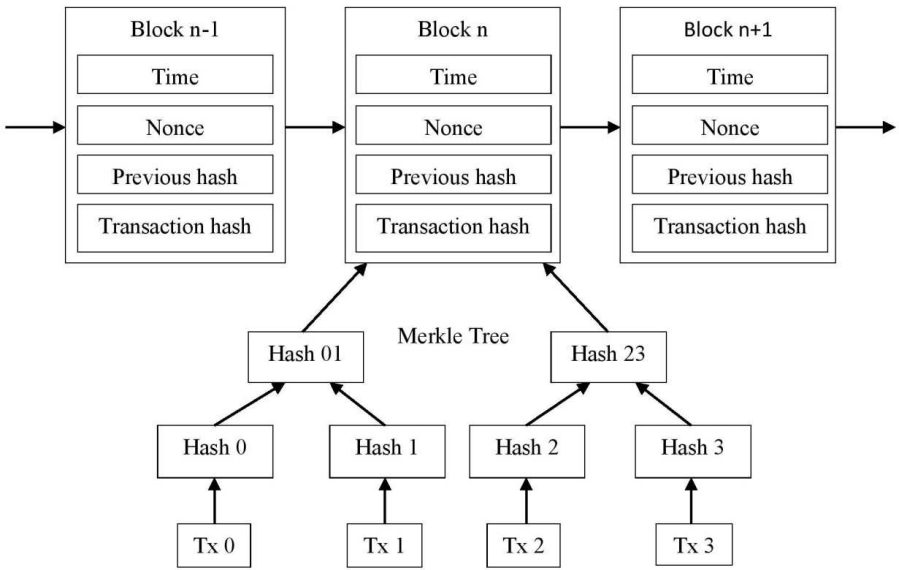 Block n-1
Time
Nonce
Previous hash
Transaction hash
Block n
Time
Nonce
Previous hash
Transaction hash
Block n+1
Time
Nonce
Previous hash
Transaction hash
Merkle Tree
Hash 01
Hash 23
Hash 0
Hash 1
Hash 2
Hash 3
Tx 0
Tx 1
Tx 2
Tx 3